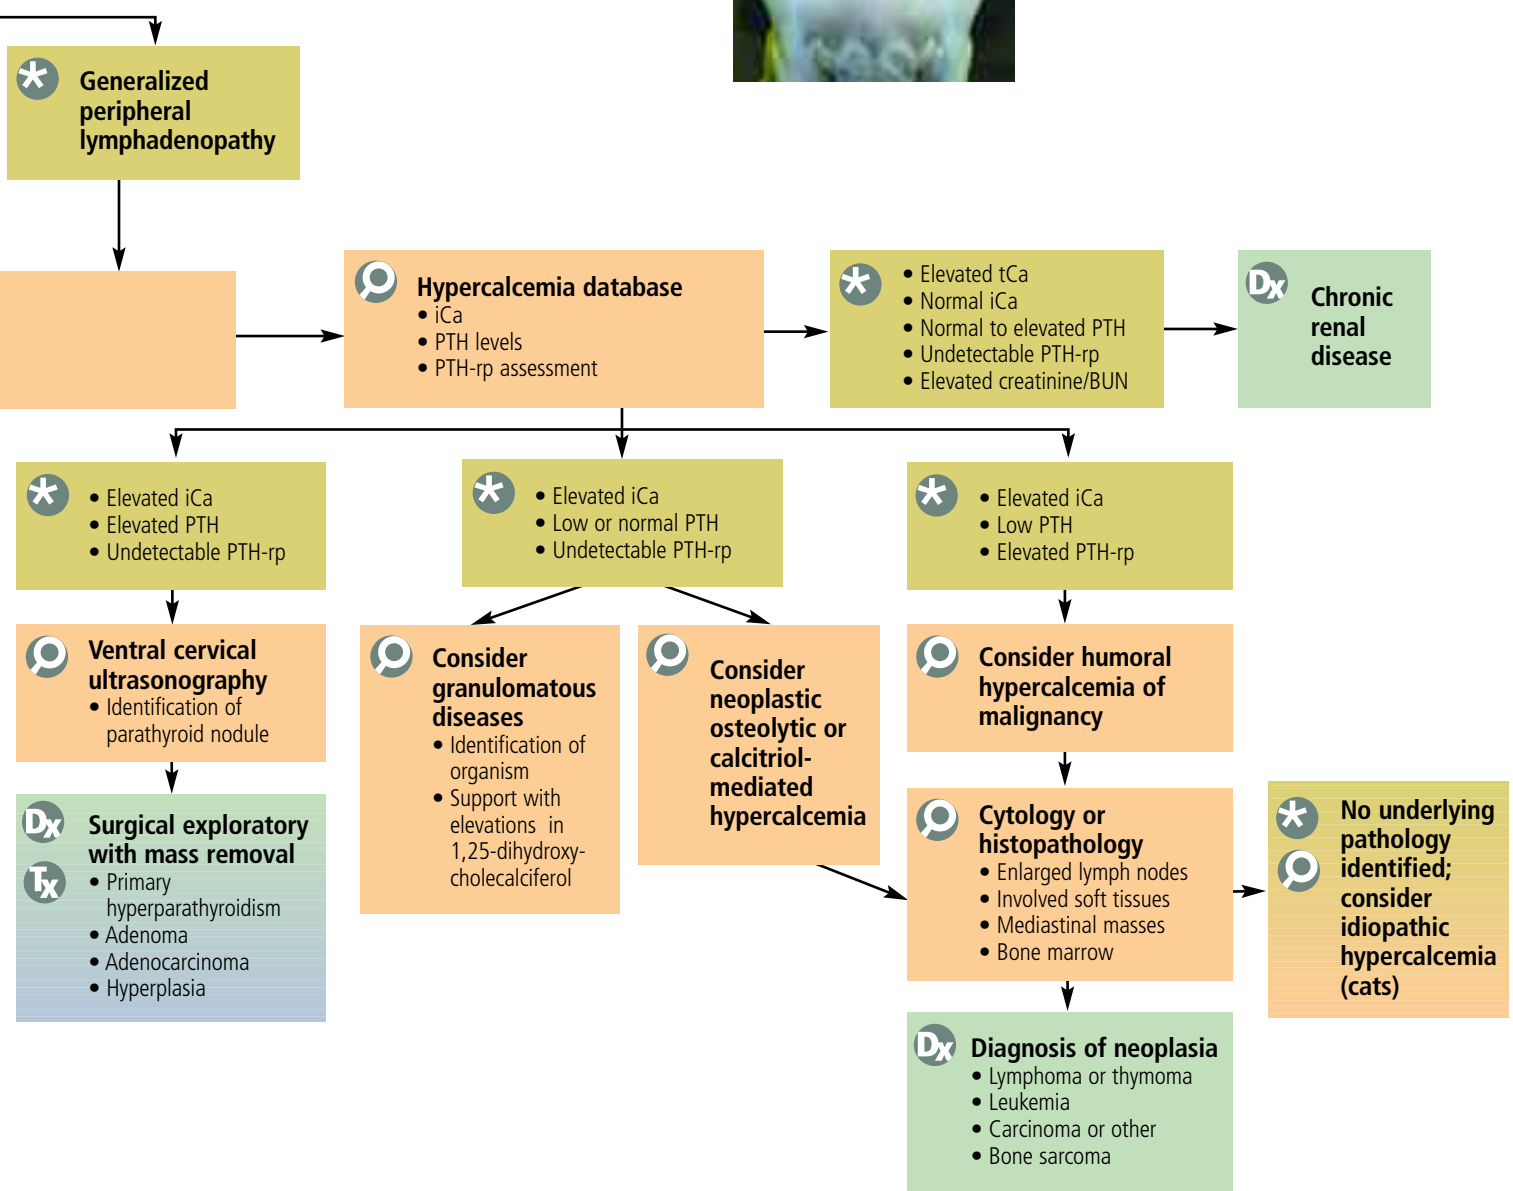 Generalized
peripheral
lymphadenopathy
Hypercalcemia database
• iCa
• PTH levels
• PTH-rp assessment
• Elevated tCa
• Normal iCa
• Normal to elevated PTH
• Undetectable PTH-rp
• Elevated creatinine/BUN
Dx
Chronic
renal
disease
• Elevated iCa
• Elevated PTH
• Undetectable PTH-rp
• Elevated iCa
• Low or normal PTH
• Undetectable PTH-rp
• Elevated iCa
• Low PTH
• Elevated PTH-rp
Ventral cervical
ultrasonography
• Identification of
parathyroid nodule
Consider
granulomatous
diseases
• Identification of
organism
• Support with
elevations in
1,25-dihydroxy-
cholecalciferol
Consider
neoplastic
osteolytic or
calcitriol-
mediated
hypercalcemia
Consider humoral
hypercalcemia of
malignancy
Dx
Tx
Surgical exploratory
with mass removal
• Primary
hyperparathyroidism
• Adenoma
• Adenocarcinoma
• Hyperplasia
Cytology or
histopathology
• Enlarged lymph nodes
• Involved soft tissues
• Mediastinal masses
• Bone marrow
No underlying
pathology
identified;
consider
idiopathic
hypercalcemia
(cats)
Dx
Diagnosis of neoplasia
• Lymphoma or thymoma
• Leukemia
• Carcinoma or other
• Bone sarcoma